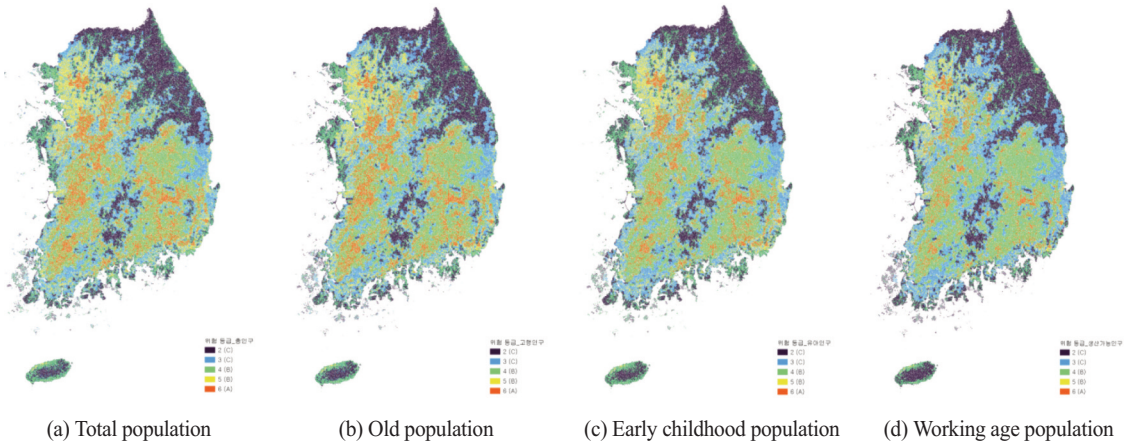 위험 등급_총인구
2 (C)
3 (C)
4 (B)
5 (B)
6 (A)
위험 등급_고령인구
2 (C)
3 (C)
4 (B)
5 (B)
6 (A)
위험 등급_유아인구
2 (C)
3 (C)
4 (B)
5 (B)
6 (A)
위험 등급_생산가능인구
2 (C)
3 (C)
4 (B)
5 (B)
6 (A)
(a) Total population
(b) Old population
(c) Early childhood population
(d) Working age population